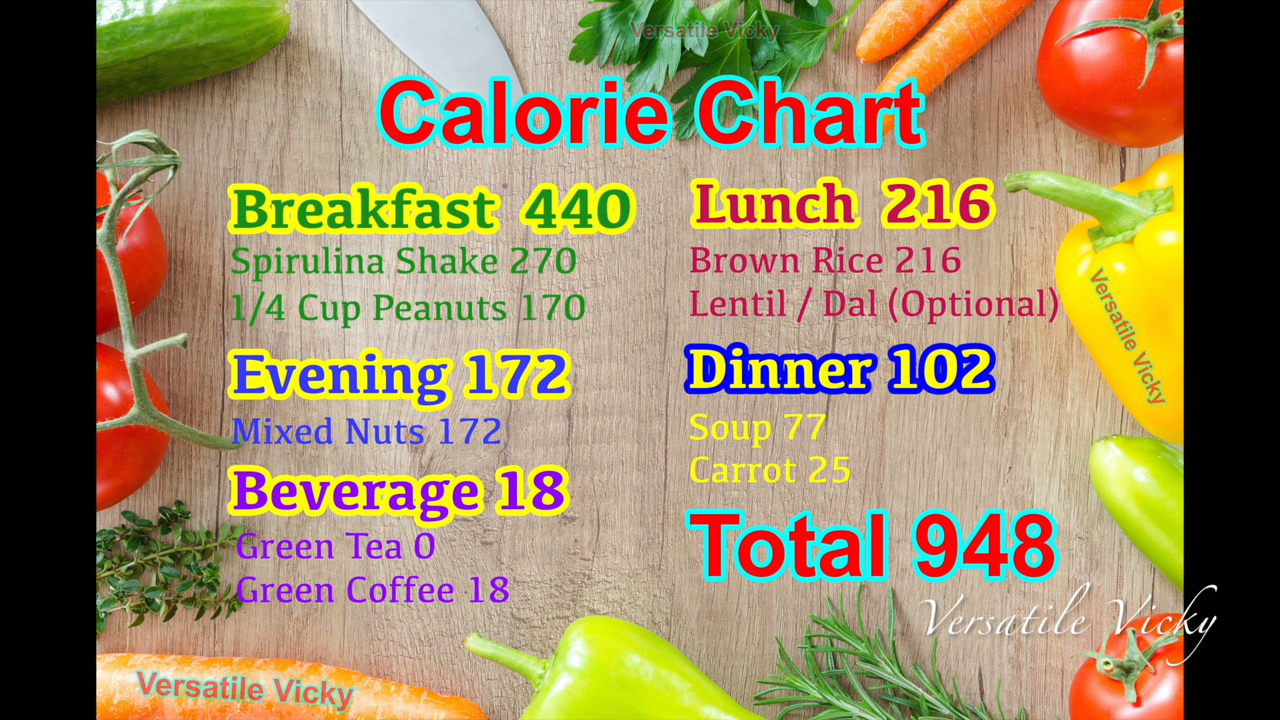 Versatile Vicky
Calorie Chart
Breakfast 440
Spirulina Shake 270
1/4 Cup Peanuts 170
Evening 172
Mixed Nuts 172
Beverage 18
Green Tea 0
Green Coffee 18
Lunch 216
Brown Rice 216
Lentil / Dal (Optional)
Dinner 102
Soup 77
Carrot 25
Total 948
Versatile Vicky
Versatile Vicky
Versatile Vicky